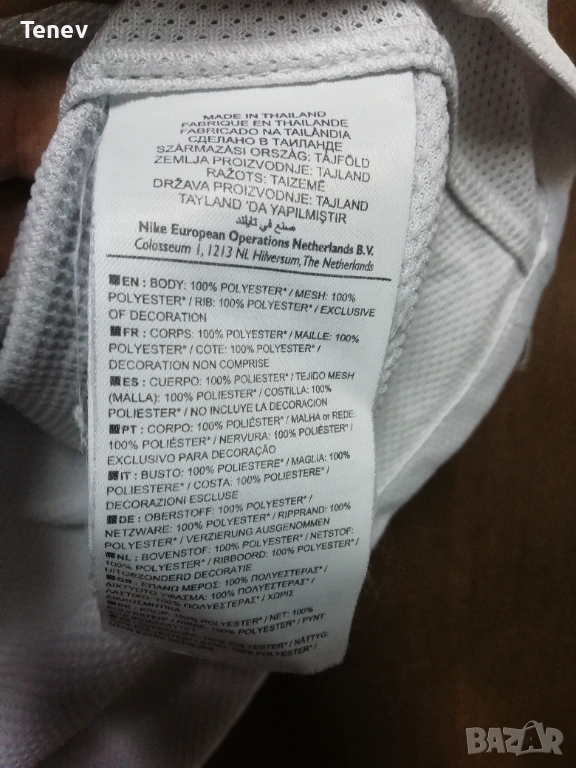 Tenev
MADE IN THAILAND
FABRIQUE EN THAILANDE
FABRICADO NA TAILÂNDIA
СДЕЛАНО В ТАИЛАНДЕ
SZÁRMAZÁSI ORSZÁG: TÁJFÖLD
ZEMLJA PROIZVODNJE: TAJLAND
RAŽOTS: TAIZEMĒ
DRŽAVA PROIZVODNJE: TAJLAND
TAYLAND 'DA YAPILMIŞTIR
صنع في تايلند
Nike European Operations Netherlands B.V.
Colosseum 1, 1213 NL Hilversum, The Netherlands
EN : BODY: 100% POLYESTER* / MESH: 100%
POLYESTER* / RIB: 100% POLYESTER* / EXCLUSIVE
OF DECORATION
FR : CORPS: 100% POLYESTER* / MAILLE: 100%
POLYESTER* / COTE: 100% POLYESTER* /
DECORATION NON COMPRISE
ES : CUERPO: 100% POLIESTER* / TEJIDO MESH
(MALLA): 100% POLIESTER* / COSTILLA: 100%
POLIESTER* / NO INCLUYE LA DECORACION
PT : CORPO: 100% POLIÉSTER* / MALHA or REDE:
100% POLIÉSTER* / NERVURA: 100% POLIÉSTER* /
EXCLUSIVO PARA DECORAÇÃO
IT : BUSTO: 100% POLIESTERE* / MAGLIA: 100%
POLIESTERE* / COSTA: 100% POLIESTERE* /
DECORAZIONI ESCLUSE
DE : OBERSTOFF: 100% POLYESTER* /
NETZWARE: 100% POLYESTER* / RIPPRAND: 100%
POLYESTER* / VERZIERUNG AUSGENOMMEN
NL : BOVENSTOF: 100% POLYESTER* / NETSTOF:
100% POLYESTER* / RIBBOORD: 100% POLYESTER* /
UITGEZONDERD DECORATIE
GR : ΕΠΑΝΩ ΜΕΡΟΣ: 100% ΠΟΛΥΕΣΤΕΡΑΣ* /
ΔΙΧΤΥΩΤΟ ΥΦΑΣΜΑ: 100% ΠΟΛΥΕΣΤΕΡΑΣ* /
ΛΑΣΤΙΧΟ: 100% ΠΟΛΥΕΣΤΕΡΑΣ* / ΧΩΡΙΣ
100% POLYESTER* / NET: 100%
100% POLYESTER* / PYNT
100% POLYESTER* / NÄTTYG:
BAZAR